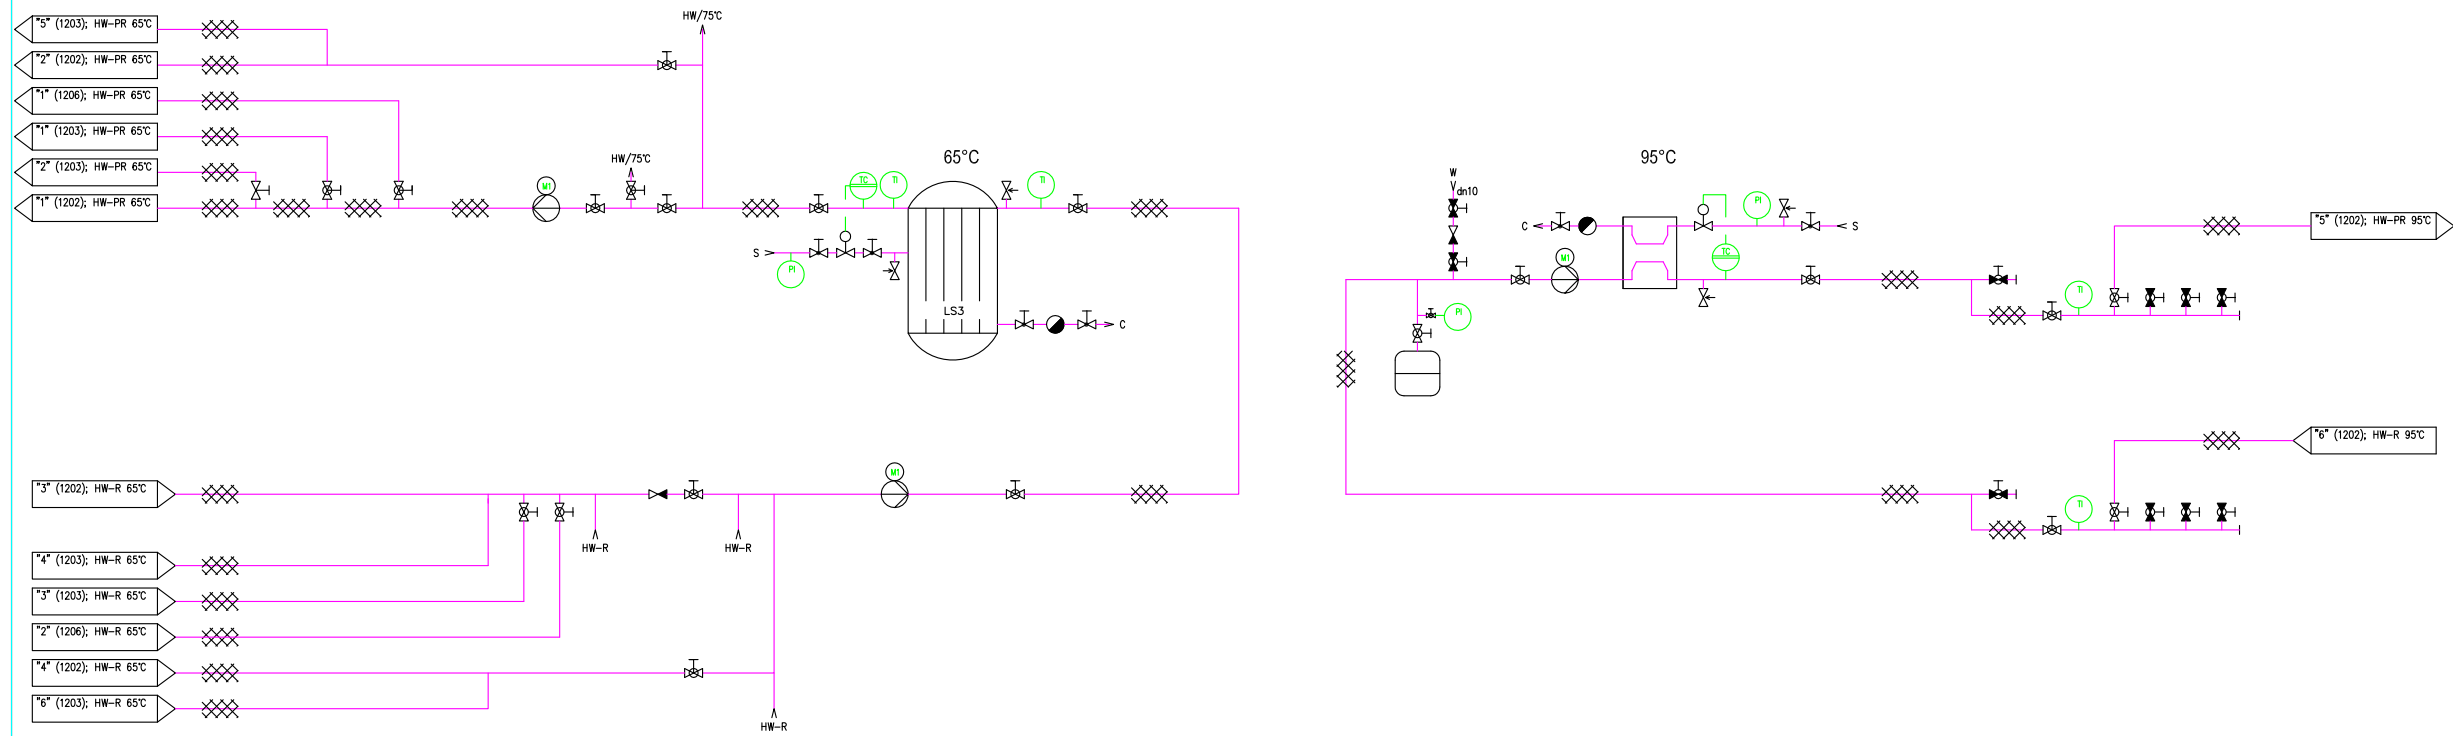 "5" (1203); HW-PR 65°C
"2" (1202); HW-PR 65°C
"1" (1206); HW-PR 65°C
"1" (1203); HW-PR 65°C
"2" (1203); HW-PR 65°C
"1" (1202); HW-PR 65°C
HW/75°C
HW/75°C
M1
65°C
TC
TI
TI
S
PI
LS3
C
"3" (1202); HW-R 65°C
"4" (1203); HW-R 65°C
"3" (1203); HW-R 65°C
"2" (1206); HW-R 65°C
"4" (1202); HW-R 65°C
"6" (1203); HW-R 65°C
HW-R
HW-R
HW-R
M1
95°C
W
dn10
C
S
PI
TC
M1
PI
TI
"5" (1202); HW-PR 95°C
"6" (1202); HW-R 95°C
TI